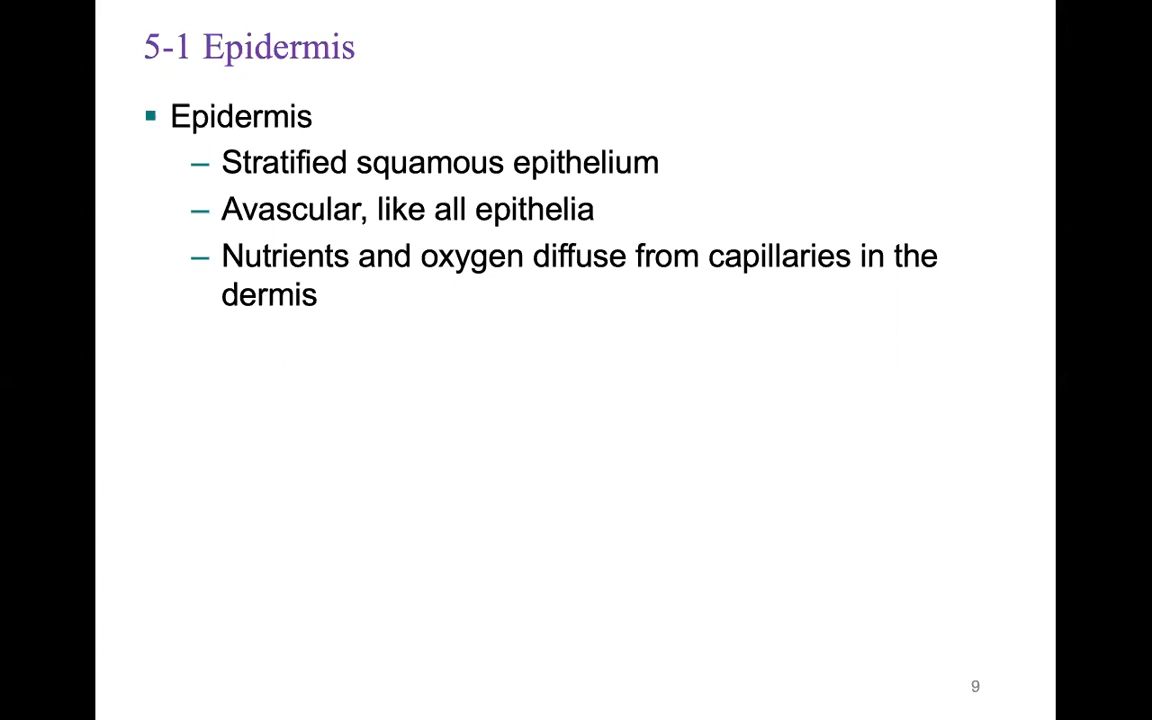 5-1 Epidermis
▪ Epidermis
– Stratified squamous epithelium
– Avascular, like all epithelia
– Nutrients and oxygen diffuse from capillaries in the
dermis
9